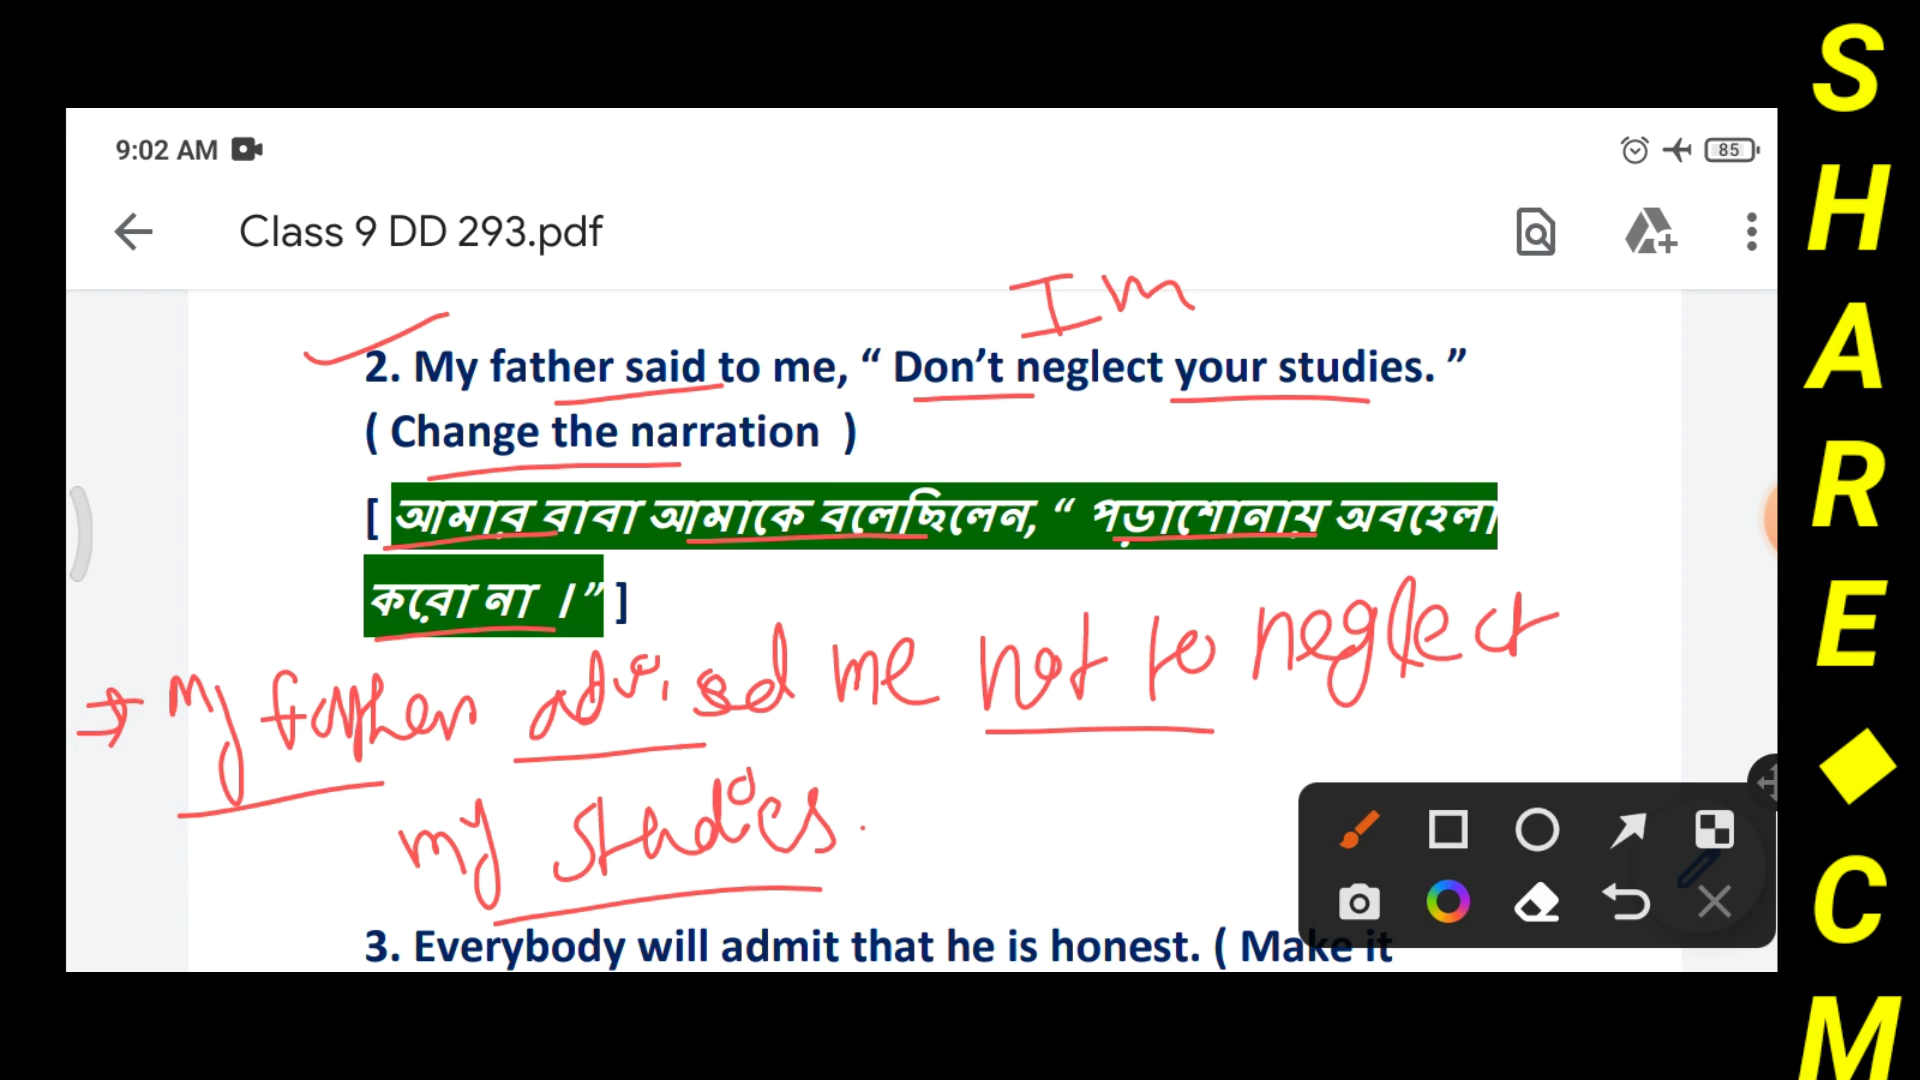 9:02 AM
85
Class 9 DD 293.pdf
Im
2. My father said to me, “ Don’t neglect your studies. ”
( Change the narration )
[ আমার বাবা আমাকে বলেছিলেন, “ পড়াশোনায় অবহেলা
করো না ।” ]
→ my father advised me not to neglect
my studies.
3. Everybody will admit that he is honest. ( Make it
SHARE◆CM